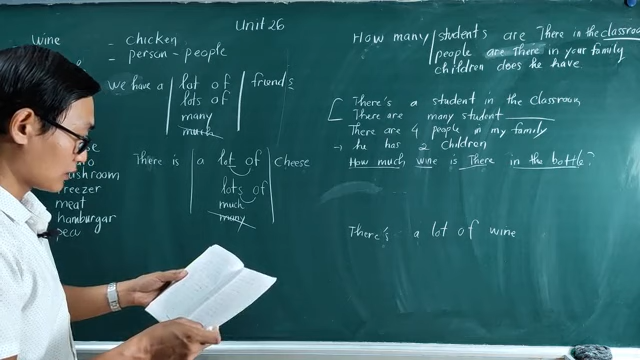 Unit 26
wine
- chicken
- person - people
We have a | lot of | friends
lots of
many
much
There is | a lot of | cheese
lots of
much
many
mushroom
freezer
meat
hamburgar
pea
How many | students are There in the classroom
people are there in your family
children does he have
There's a student in the classroom
There are many student
There are 4 people in my family
→ he has 2 children
How much wine is There in the bottle?
There's a lot of wine